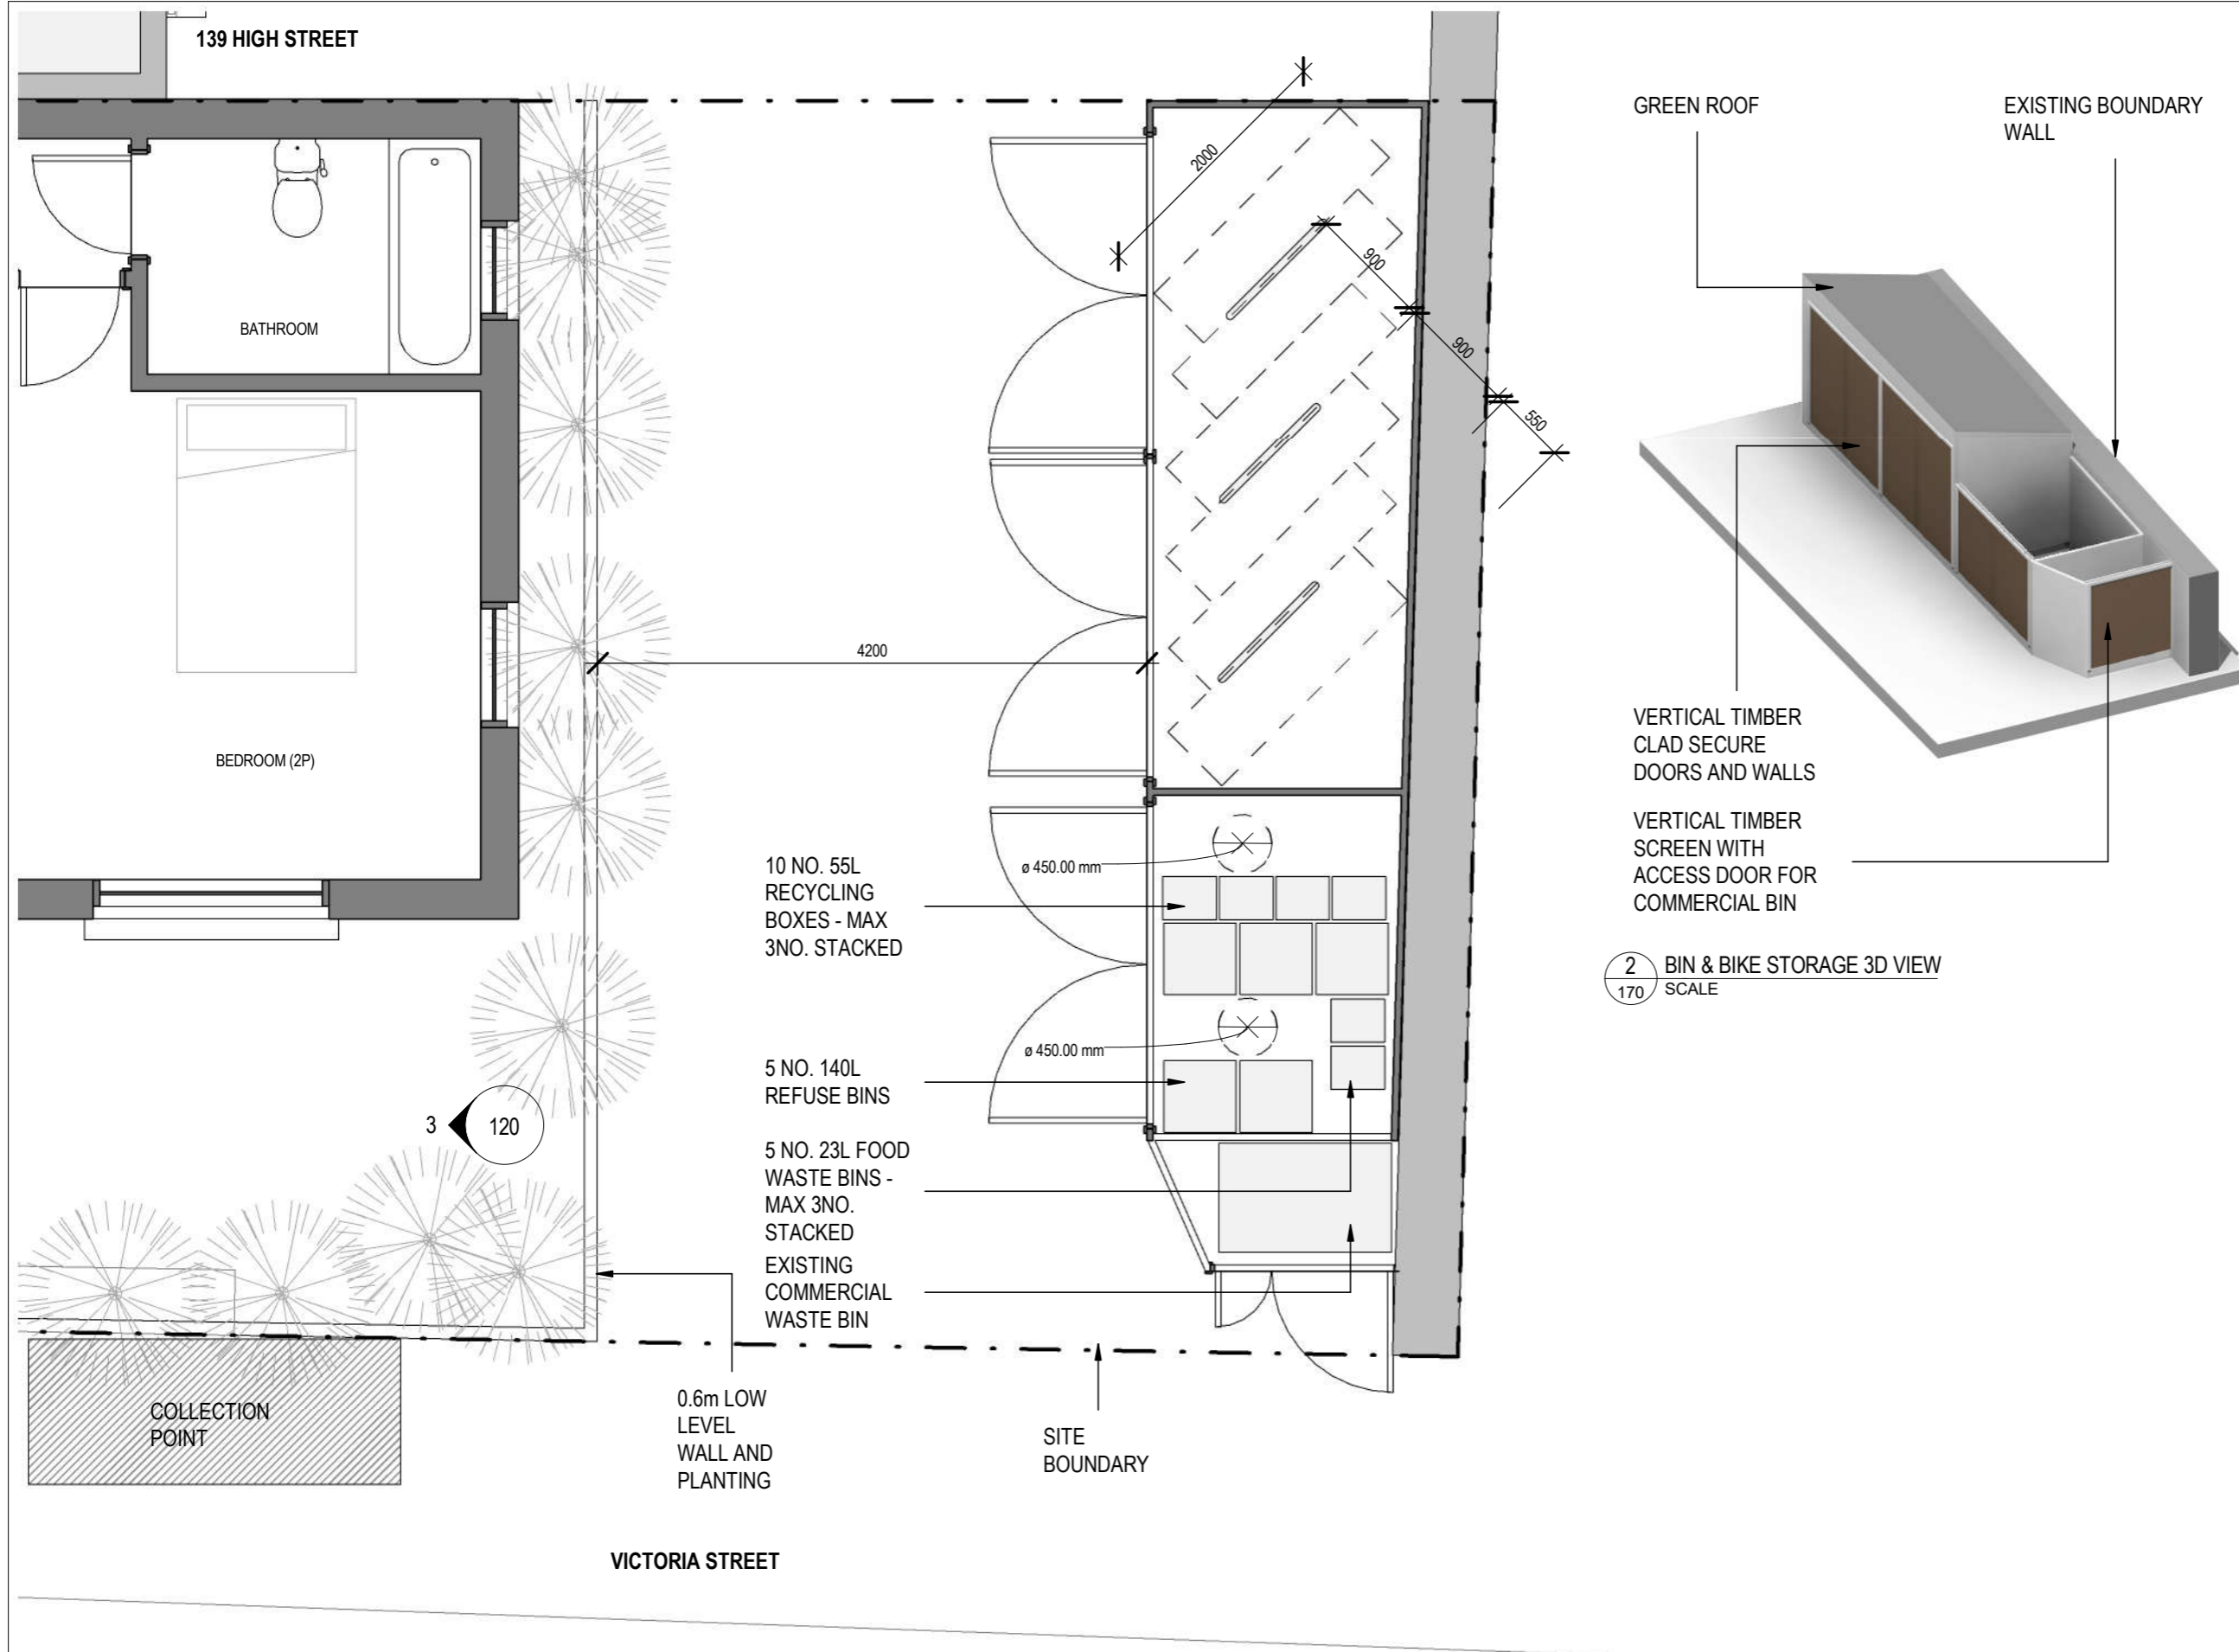 139 HIGH STREET
BATHROOM
BEDROOM (2P)
2000
900
900
550
4200
ø 450.00 mm
ø 450.00 mm
10 NO. 55L
RECYCLING
BOXES - MAX
3NO. STACKED
5 NO. 140L
REFUSE BINS
5 NO. 23L FOOD
WASTE BINS -
MAX 3NO.
STACKED
EXISTING
COMMERCIAL
WASTE BIN
3
120
COLLECTION
POINT
0.6m LOW
LEVEL
WALL AND
PLANTING
SITE
BOUNDARY
VICTORIA STREET
GREEN ROOF
EXISTING BOUNDARY
WALL
VERTICAL TIMBER
CLAD SECURE
DOORS AND WALLS
VERTICAL TIMBER
SCREEN WITH
ACCESS DOOR FOR
COMMERCIAL BIN
2 BIN & BIKE STORAGE 3D VIEW
170 SCALE